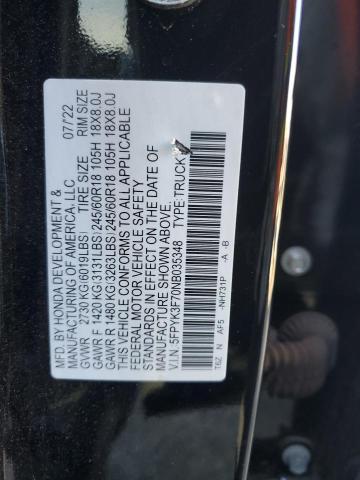 MFD. BY HONDA DEVELOPMENT &
MANUFACTURING OF AMERICA, LLC 07/22
GVWR 2730 KG(6019LBS) TIRE SIZE RIM SIZE
GAWR F 1420 KG(3131LBS)245/60R18 105H 18X8.0J
GAWR R 1480 KG(3263LBS)245/60R18 105H 18X8.0J
THIS VEHICLE CONFORMS TO ALL APPLICABLE
FEDERAL MOTOR VEHICLE SAFETY
STANDARDS IN EFFECT ON THE DATE OF
MANUFACTURE SHOWN ABOVE.
V.I.N.:5FPYK3F70NB035348 TYPE:TRUCK
T6Z N AF5 -NH731P -A -B